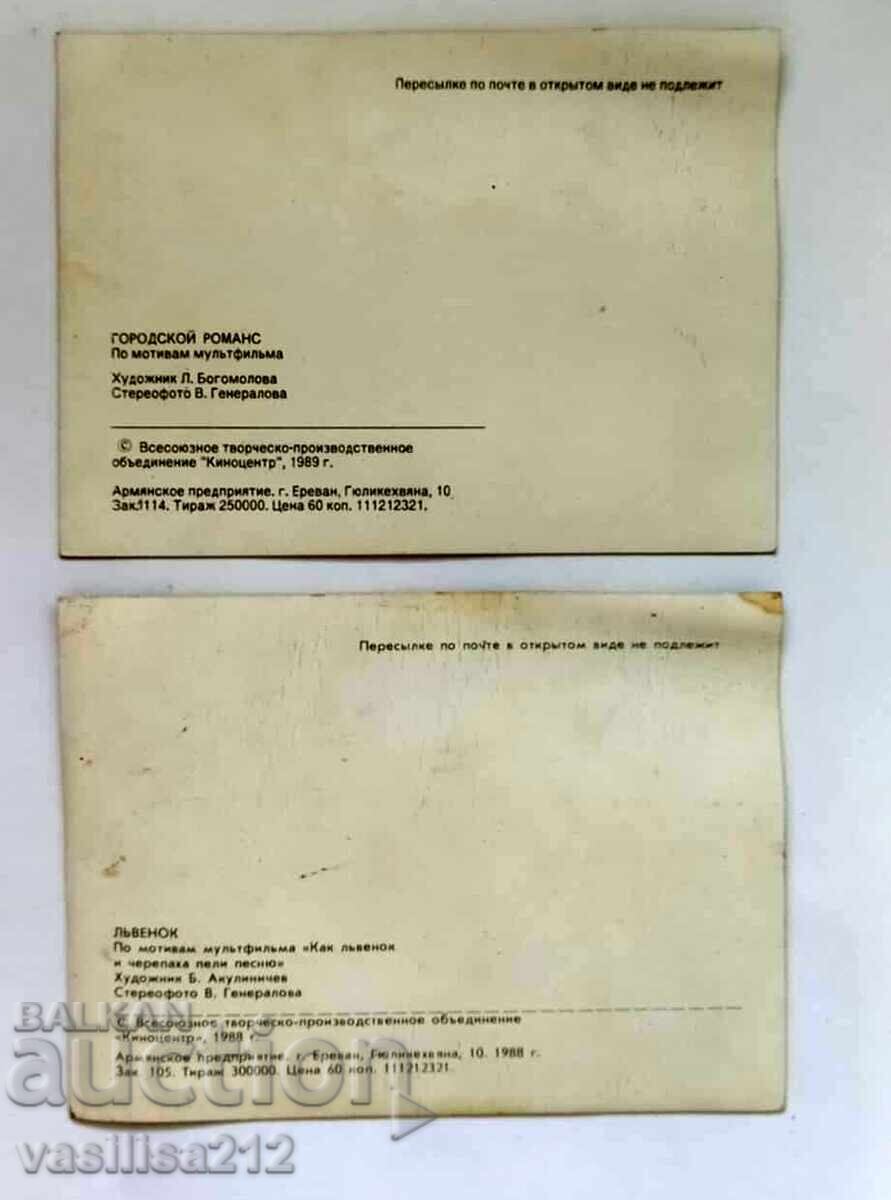 Пересылке по почте в открытом виде не подлежит
ГОРОДСКОЙ РОМАНС
По мотивам мультфильма
Художник Л. Богомолова
Стереофото В. Генералова
© Всесоюзное творческо-производственное
объединение "Киноцентр", 1989 г.
Армянское предприятие. г. Ереван, Гюликехвяна, 10
Зак.1114. Тираж 250000. Цена 60 коп. 111212321.
Пересылке по почте в открытом виде не подлежит
ЛЬВЕНОК
По мотивам мультфильма «Как львенок
и черепаха пели песню»
Художник Б. Акулиничев
Стереофото В. Генералова
С Всесоюзное творческо-производственное объединение
«Киноцентр», 1988 г.
Армянское предприятие. г. Ереван, Гюликехвяна, 10. 1988 г.
Зак. 105. Тираж 300000. Цена 60 коп. 111212321
BALKAN
auction
vasilisa212